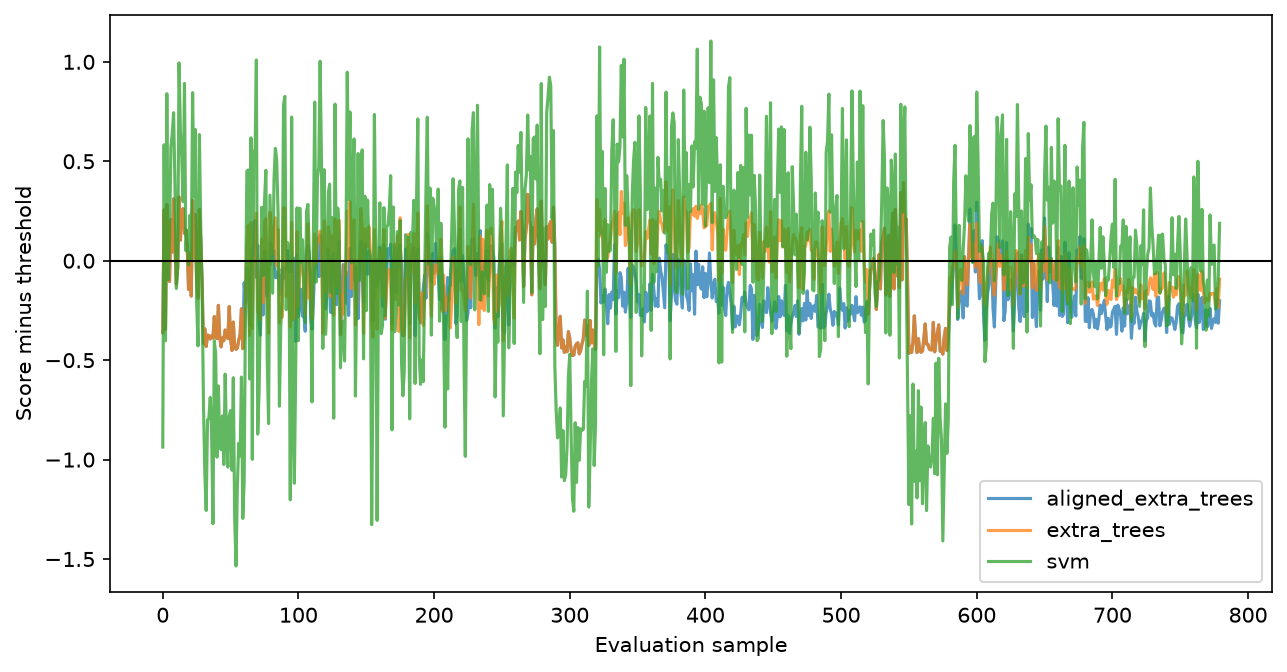 1.0
0.5
0.0
−0.5
−1.0
−1.5
Score minus threshold
0 100 200 300 400 500 600 700 800
Evaluation sample
aligned_extra_trees
extra_trees
svm